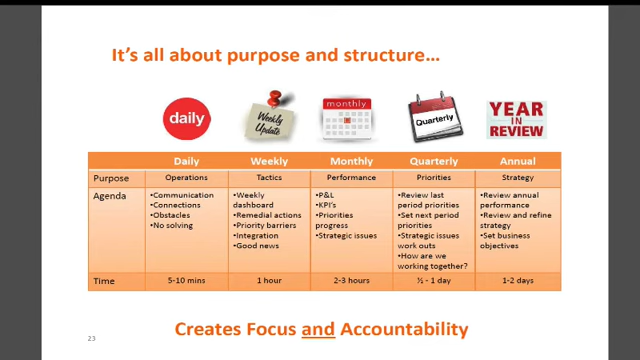 It's all about purpose and structure…
daily
Weekly
Update
monthly
Quarterly
YEAR
IN
REVIEW
Daily Weekly Monthly Quarterly Annual
Purpose Operations Tactics Performance Priorities Strategy
Agenda
•Communication
•Connections
•Obstacles
•No solving
•Weekly
dashboard
•Remedial actions
•Priority barriers
•Integration
•Good news
•P&L
•KPI's
•Priorities
progress
•Strategic issues
•Review last
period priorities
•Set next period
priorities
•Strategic issues
work outs
•How are we
working together?
•Review annual
performance
•Review and refine
strategy
•Set business
objectives
Time 5-10 mins 1 hour 2-3 hours ½ - 1 day 1-2 days
Creates Focus and Accountability
23